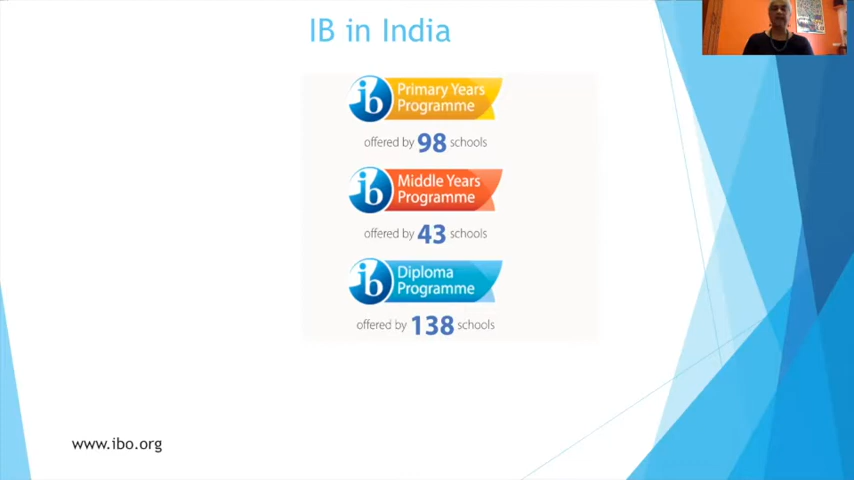 IB in India
ib
Primary Years
Programme
offered by 98 schools
ib
Middle Years
Programme
offered by 43 schools
ib
Diploma
Programme
offered by 138 schools
www.ibo.org